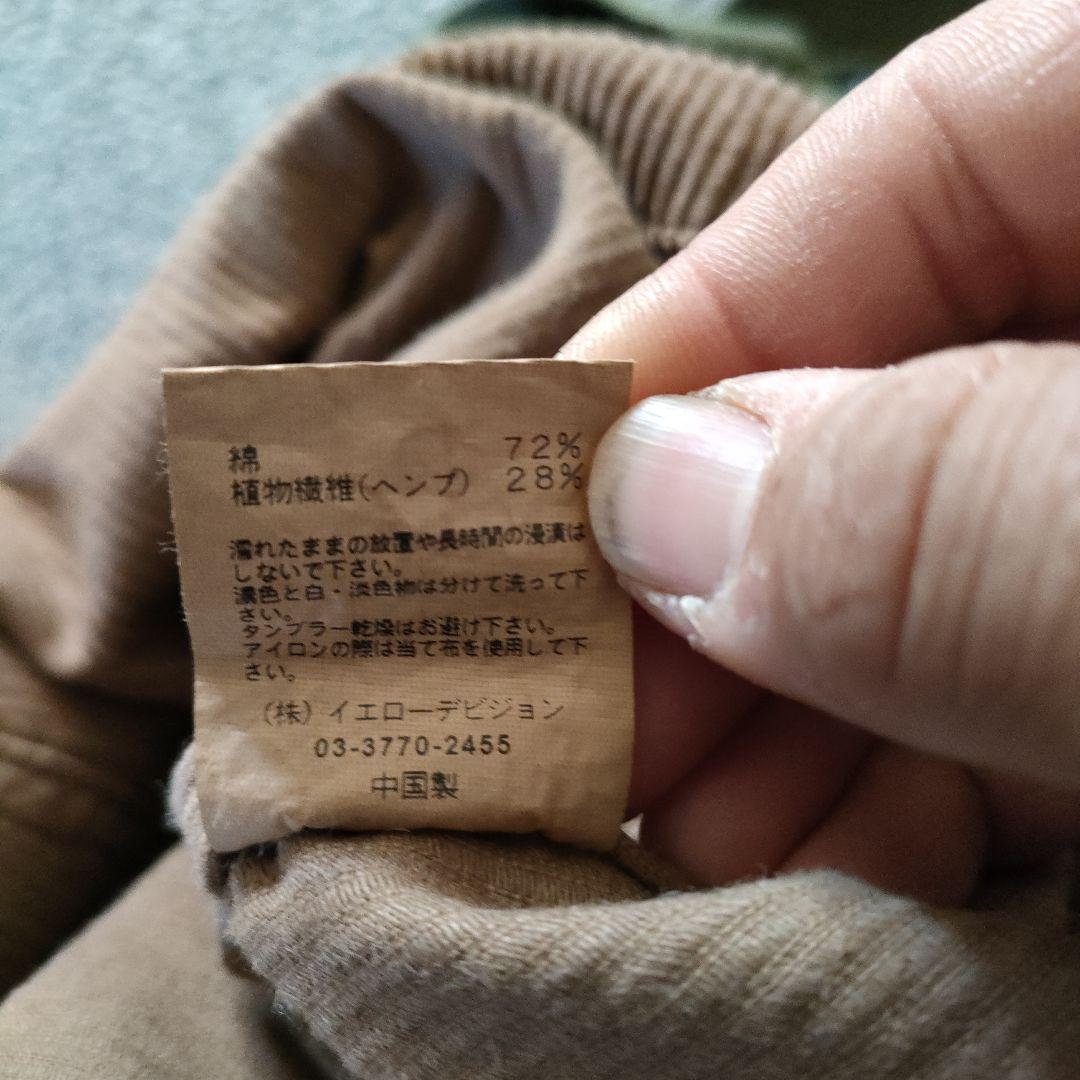 綿 72%
植物繊維(ヘンプ) 28%
濡れたままの放置や長時間の浸漬は
しないで下さい。
濃色と白・淡色物は分けて洗って下
さい。
タンブラー乾燥はお避け下さい。
アイロンの際は当て布を使用して下
さい。
(株)イエローデビジョン
03-3770-2455
中国製